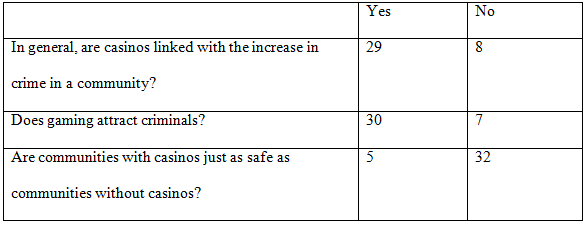 Yes No
In general, are casinos linked with the increase in 29 8
crime in a community?
Does gaming attract criminals? 30 7
Are communities with casinos just as safe as 5 32
communities without casinos?